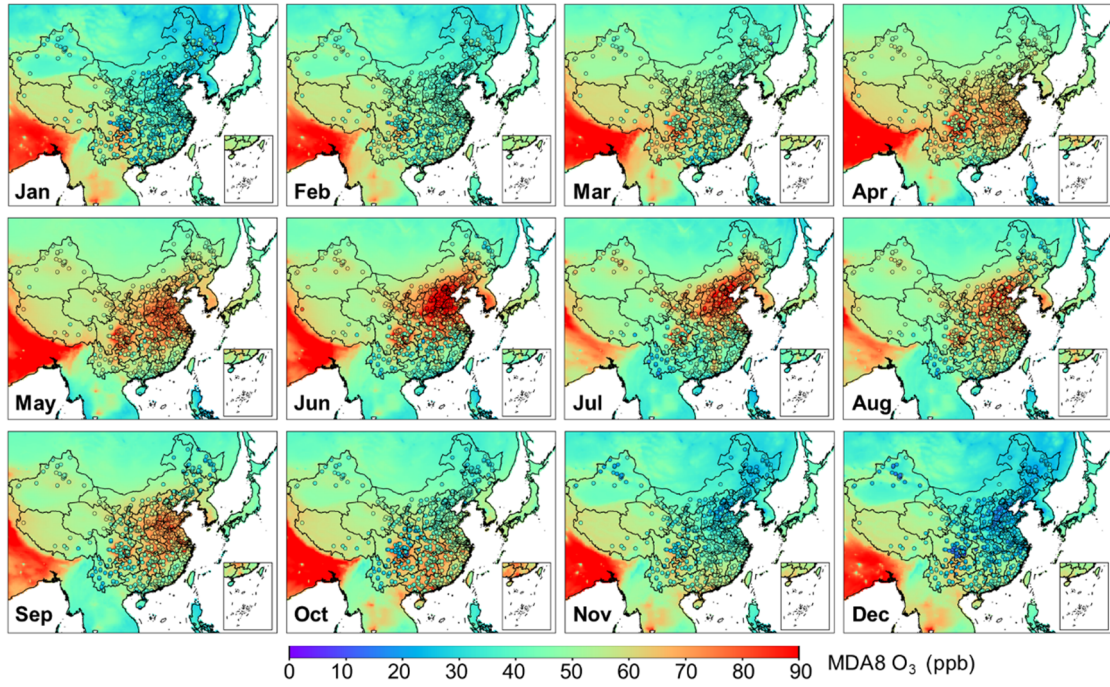 Jan Feb Mar Apr
May Jun Jul Aug
Sep Oct Nov Dec
0 10 20 30 40 50 60 70 80 90 MDA8 O₃ (ppb)